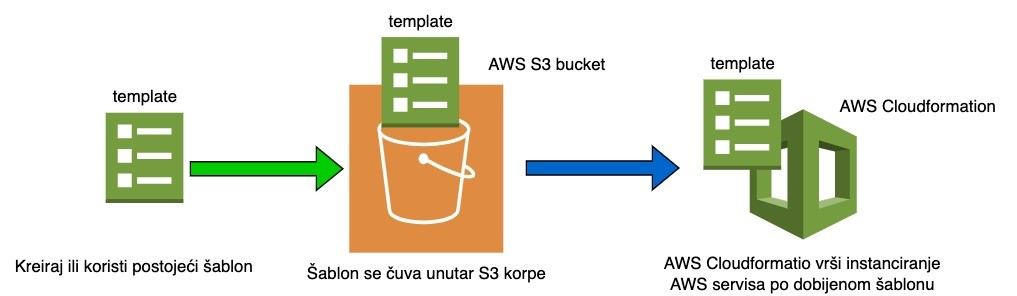 template
Kreiraj ili koristi postojeći šablon
template
AWS S3 bucket
Šablon se čuva unutar S3 korpe
template
AWS Cloudformation
AWS Cloudformatio vrši instanciranje
AWS servisa po dobijenom šablonu